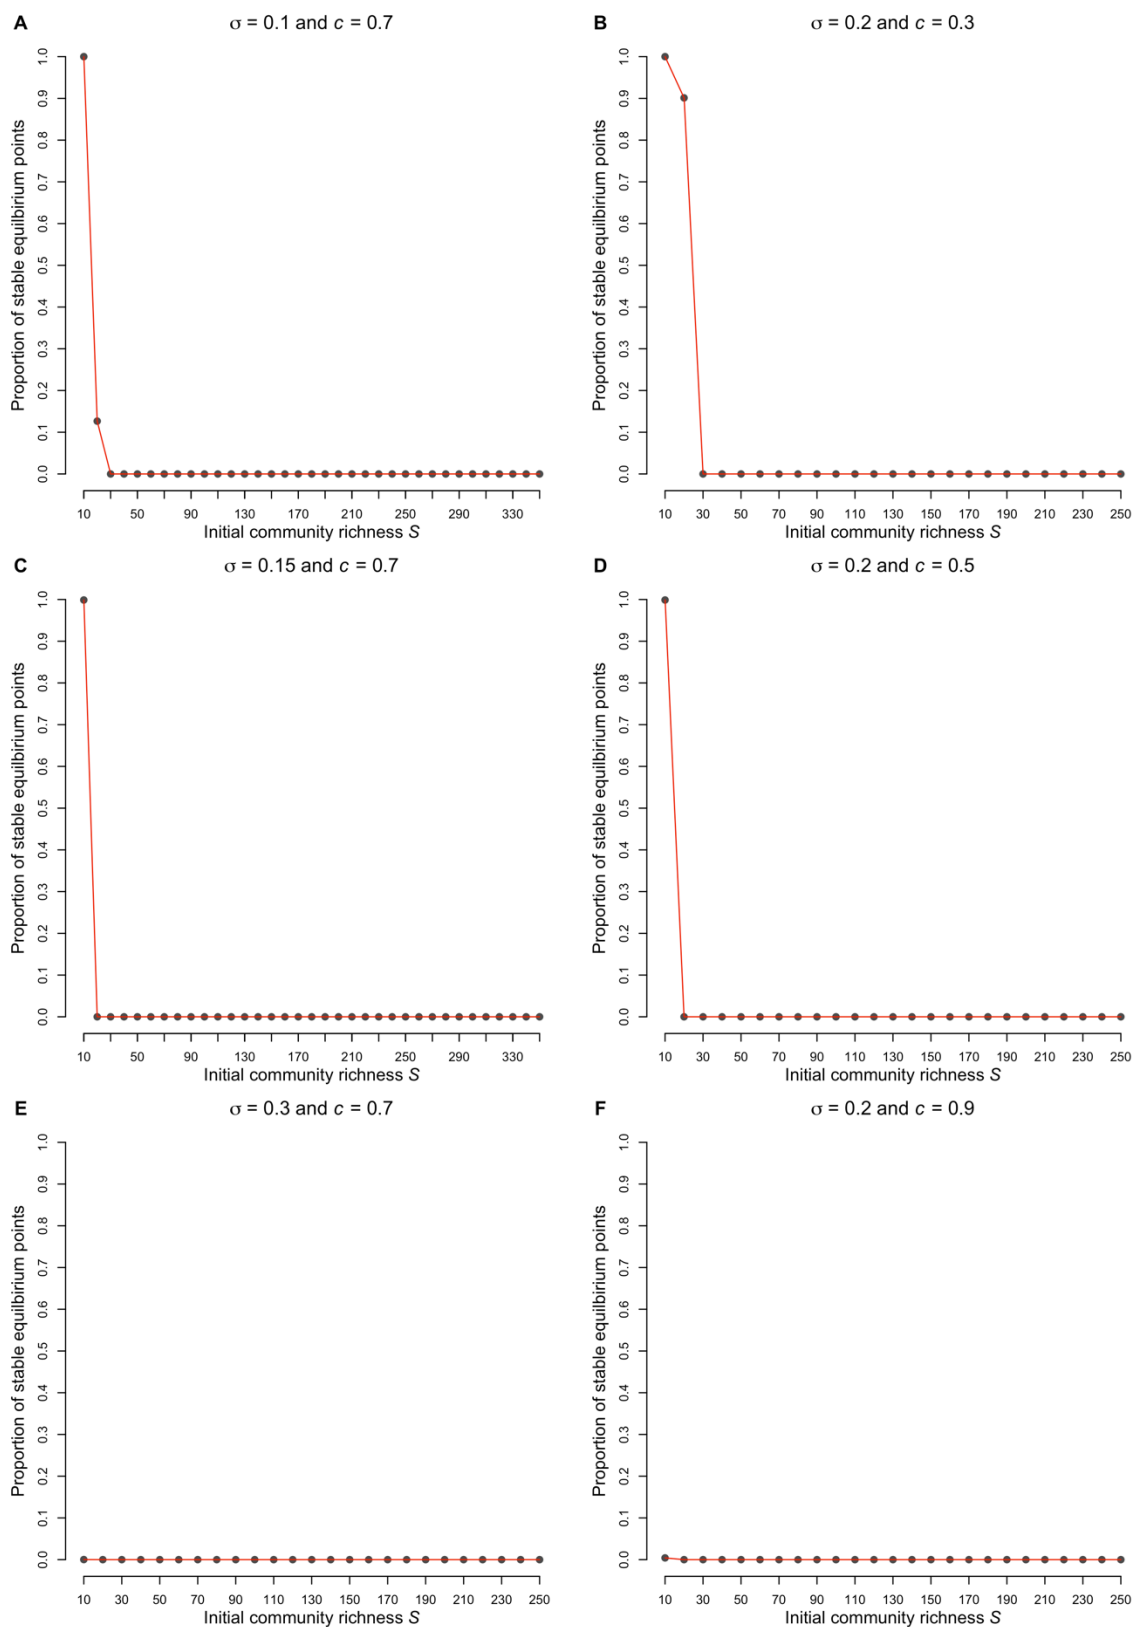 A σ = 0.1 and c = 0.7
Proportion of stable equilbirium points
1.0
0.9
0.8
0.7
0.6
0.5
0.4
0.3
0.2
0.1
0.0
10 50 90 130 170 210 250 290 330
Initial community richness S
B σ = 0.2 and c = 0.3
Proportion of stable equilbirium points
1.0
0.9
0.8
0.7
0.6
0.5
0.4
0.3
0.2
0.1
0.0
10 30 50 70 90 110 130 150 170 190 210 230 250
Initial community richness S
C σ = 0.15 and c = 0.7
Proportion of stable equilbirium points
1.0
0.9
0.8
0.7
0.6
0.5
0.4
0.3
0.2
0.1
0.0
10 50 90 130 170 210 250 290 330
Initial community richness S
D σ = 0.2 and c = 0.5
Proportion of stable equilbirium points
1.0
0.9
0.8
0.7
0.6
0.5
0.4
0.3
0.2
0.1
0.0
10 30 50 70 90 110 130 150 170 190 210 230 250
Initial community richness S
E σ = 0.3 and c = 0.7
Proportion of stable equilbirium points
1.0
0.9
0.8
0.7
0.6
0.5
0.4
0.3
0.2
0.1
0.0
10 30 50 70 90 110 130 150 170 190 210 230 250
Initial community richness S
F σ = 0.2 and c = 0.9
Proportion of stable equilbirium points
1.0
0.9
0.8
0.7
0.6
0.5
0.4
0.3
0.2
0.1
0.0
10 30 50 70 90 110 130 150 170 190 210 230 250
Initial community richness S